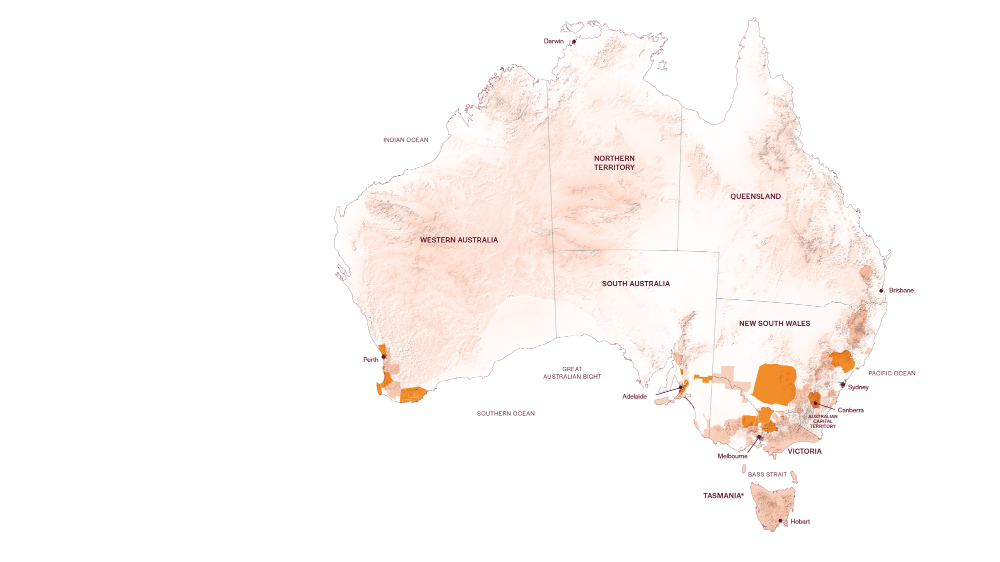 Darwin
INDIAN OCEAN
NORTHERN
TERRITORY
QUEENSLAND
WESTERN AUSTRALIA
SOUTH AUSTRALIA
Brisbane
NEW SOUTH WALES
Perth
GREAT
AUSTRALIAN BIGHT
PACIFIC OCEAN
Sydney
Adelaide
Canberra
SOUTHERN OCEAN
AUSTRALIAN
CAPITAL
TERRITORY
VICTORIA
Melbourne
BASS STRAIT
TASMANIA*
Hobart